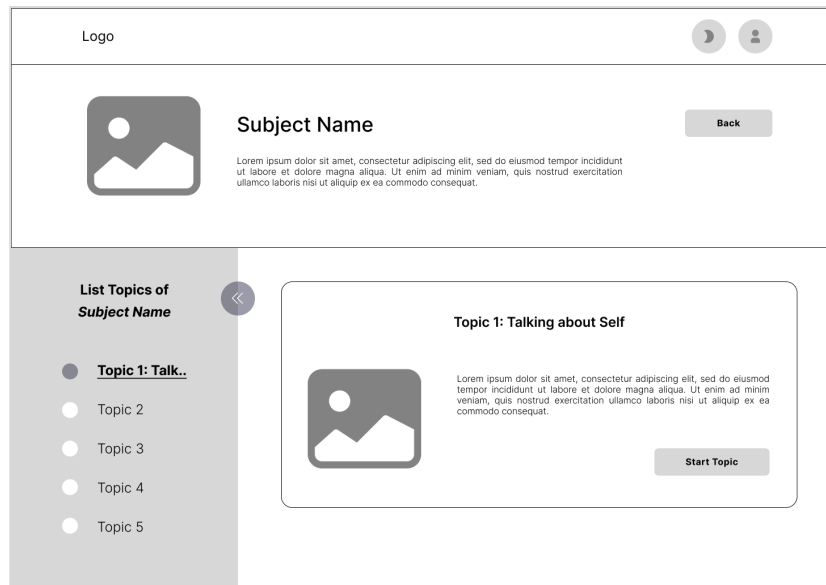 Logo
Subject Name
Back
Lorem ipsum dolor sit amet, consectetur adipiscing elit, sed do eiusmod tempor incididunt
ut labore et dolore magna aliqua. Ut enim ad minim veniam, quis nostrud exercitation
ullamco laboris nisi ut aliquip ex ea commodo consequat.
List Topics of
Subject Name
Topic 1: Talk..
Topic 2
Topic 3
Topic 4
Topic 5
Topic 1: Talking about Self
Lorem ipsum dolor sit amet, consectetur adipiscing elit, sed do eiusmod
tempor incididunt ut labore et dolore magna aliqua. Ut enim ad minim
veniam, quis nostrud exercitation ullamco laboris nisi ut aliquip ex ea
commodo consequat.
Start Topic